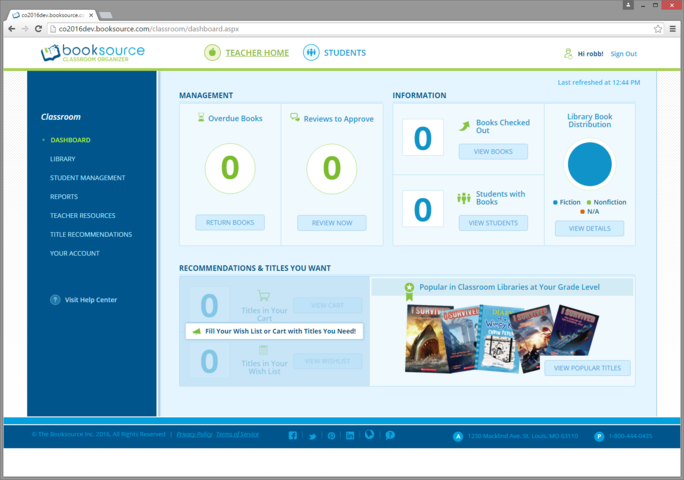 co2016dev.booksource.c
co2016dev.booksource.com/classroom/dashboard.aspx
booksource
CLASSROOM ORGANIZER
TEACHER HOME
STUDENTS
Hi robb!
Sign Out
Last refreshed at 12:44 PM
Classroom
DASHBOARD
LIBRARY
STUDENT MANAGEMENT
REPORTS
TEACHER RESOURCES
TITLE RECOMMENDATIONS
YOUR ACCOUNT
? Visit Help Center
MANAGEMENT
Overdue Books
0
RETURN BOOKS
Reviews to Approve
0
REVIEW NOW
INFORMATION
0
Books Checked
Out
VIEW BOOKS
0
Students with
Books
VIEW STUDENTS
Library Book
Distribution
Fiction
Nonfiction
N/A
VIEW DETAILS
RECOMMENDATIONS & TITLES YOU WANT
0
Titles in Your
Cart
VIEW CART
Fill Your Wish List or Cart with Titles You Need!
0
Titles in Your
Wish List
VIEW WISHLIST
Popular in Classroom Libraries at Your Grade Level
I SURVIVED
VIEW POPULAR TITLES
© The Booksource Inc. 2016. All Rights Reserved. | Privacy Policy Terms of Service
A 1230 Macklind Ave. St. Louis, MO 63110
P 1-800-444-0435